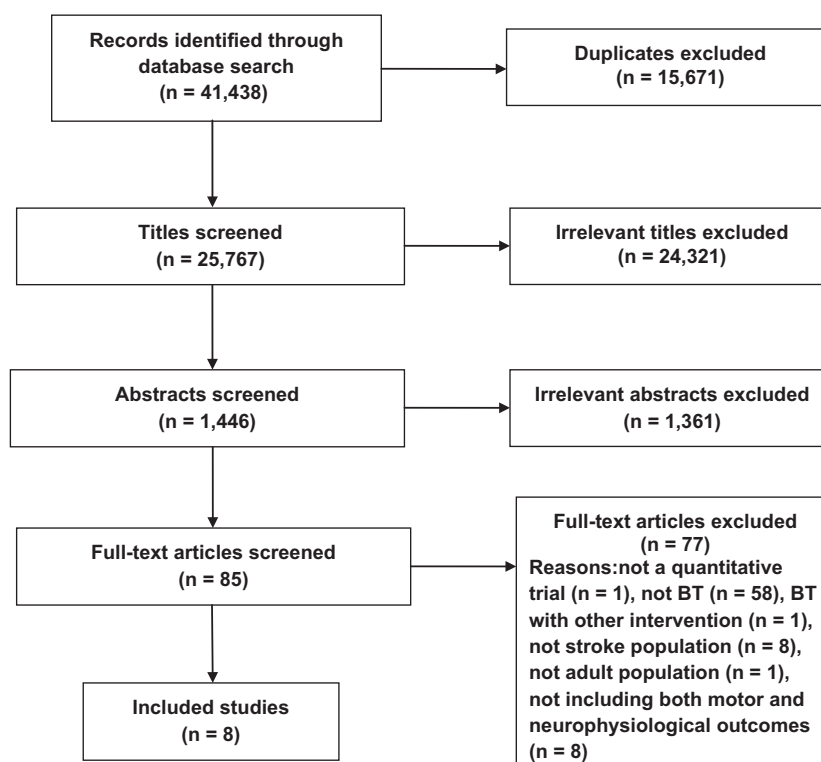 Records identified through
database search
(n = 41,438)
Duplicates excluded
(n = 15,671)
Titles screened
(n = 25,767)
Irrelevant titles excluded
(n = 24,321)
Abstracts screened
(n = 1,446)
Irrelevant abstracts excluded
(n = 1,361)
Full-text articles screened
(n = 85)
Full-text articles excluded
(n = 77)
Reasons:not a quantitative
trial (n = 1), not BT (n = 58), BT
with other intervention (n = 1),
not stroke population (n = 8),
not adult population (n = 1),
not including both motor and
neurophysiological outcomes
(n = 8)
Included studies
(n = 8)